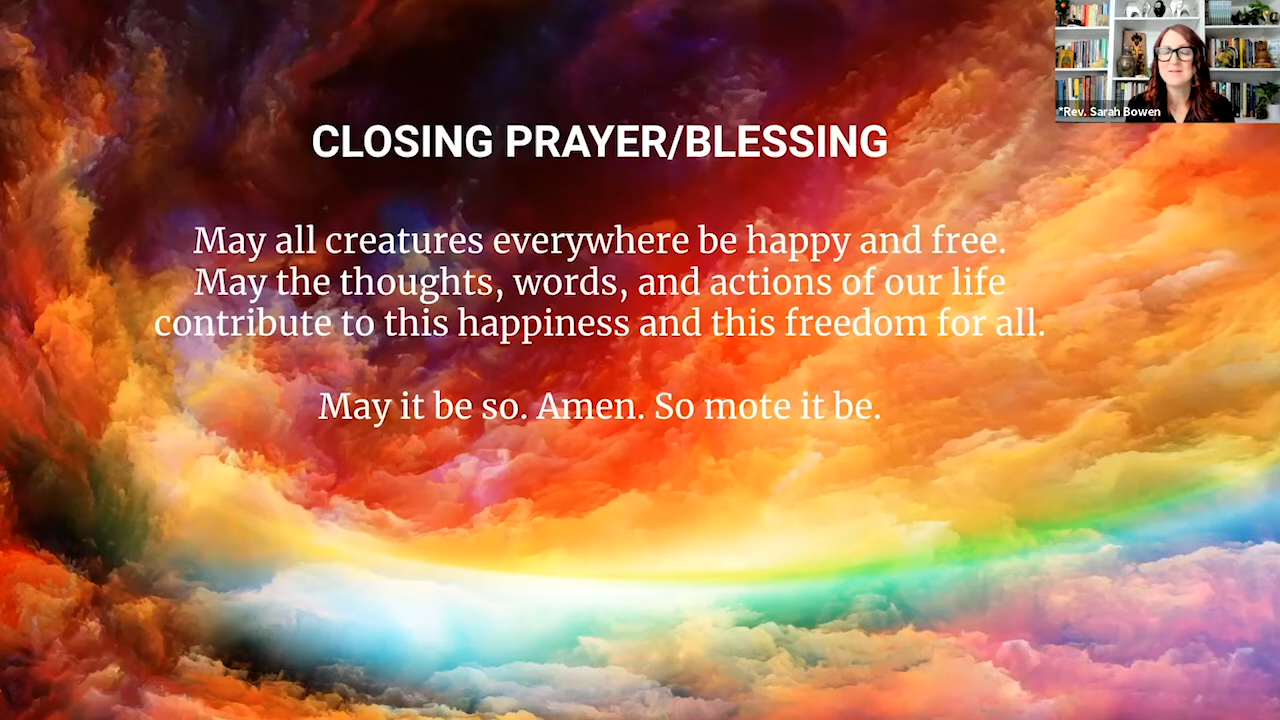 CLOSING PRAYER/BLESSING
May all creatures everywhere be happy and free.
May the thoughts, words, and actions of our life
contribute to this happiness and this freedom for all.
May it be so. Amen. So mote it be.
*Rev. Sarah Bowen